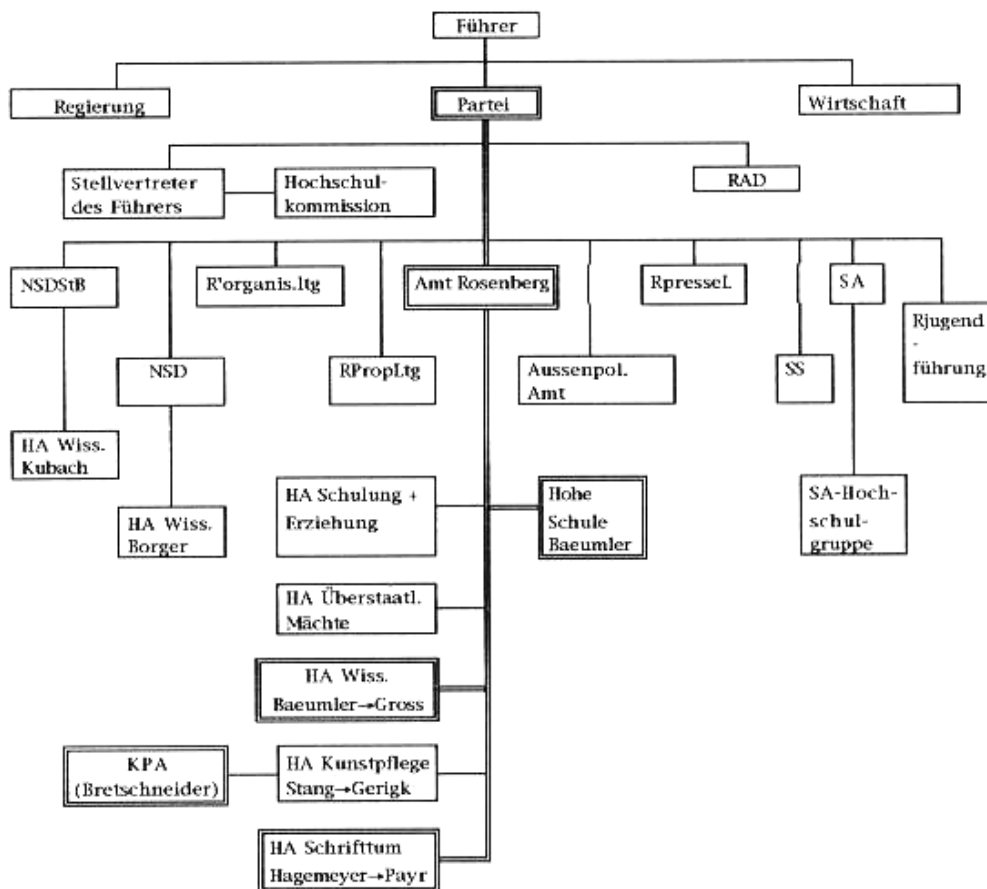 Führer
Regierung
Partei
Wirtschaft
Stellvertreter
des Führers
Hochschul-
kommission
RAD
NSDStB
R'organis.ltg
Amt Rosenberg
RpresseL
SA
Rjugend
-
führung
NSD
RPropLtg
Aussenpol.
Amt
SS
HA Wiss.
Kubach
HA Wiss.
Borger
HA Schulung +
Erziehung
Hohe
Schule
Baeumler
SA-Hoch-
schul-
gruppe
HA Überstaatl.
Mächte
HA Wiss.
Baeumler→Gross
KPA
(Bretschneider)
HA Kunstpflege
Stang→Gerigk
HA Schrifttum
Hagemeyer→Payr